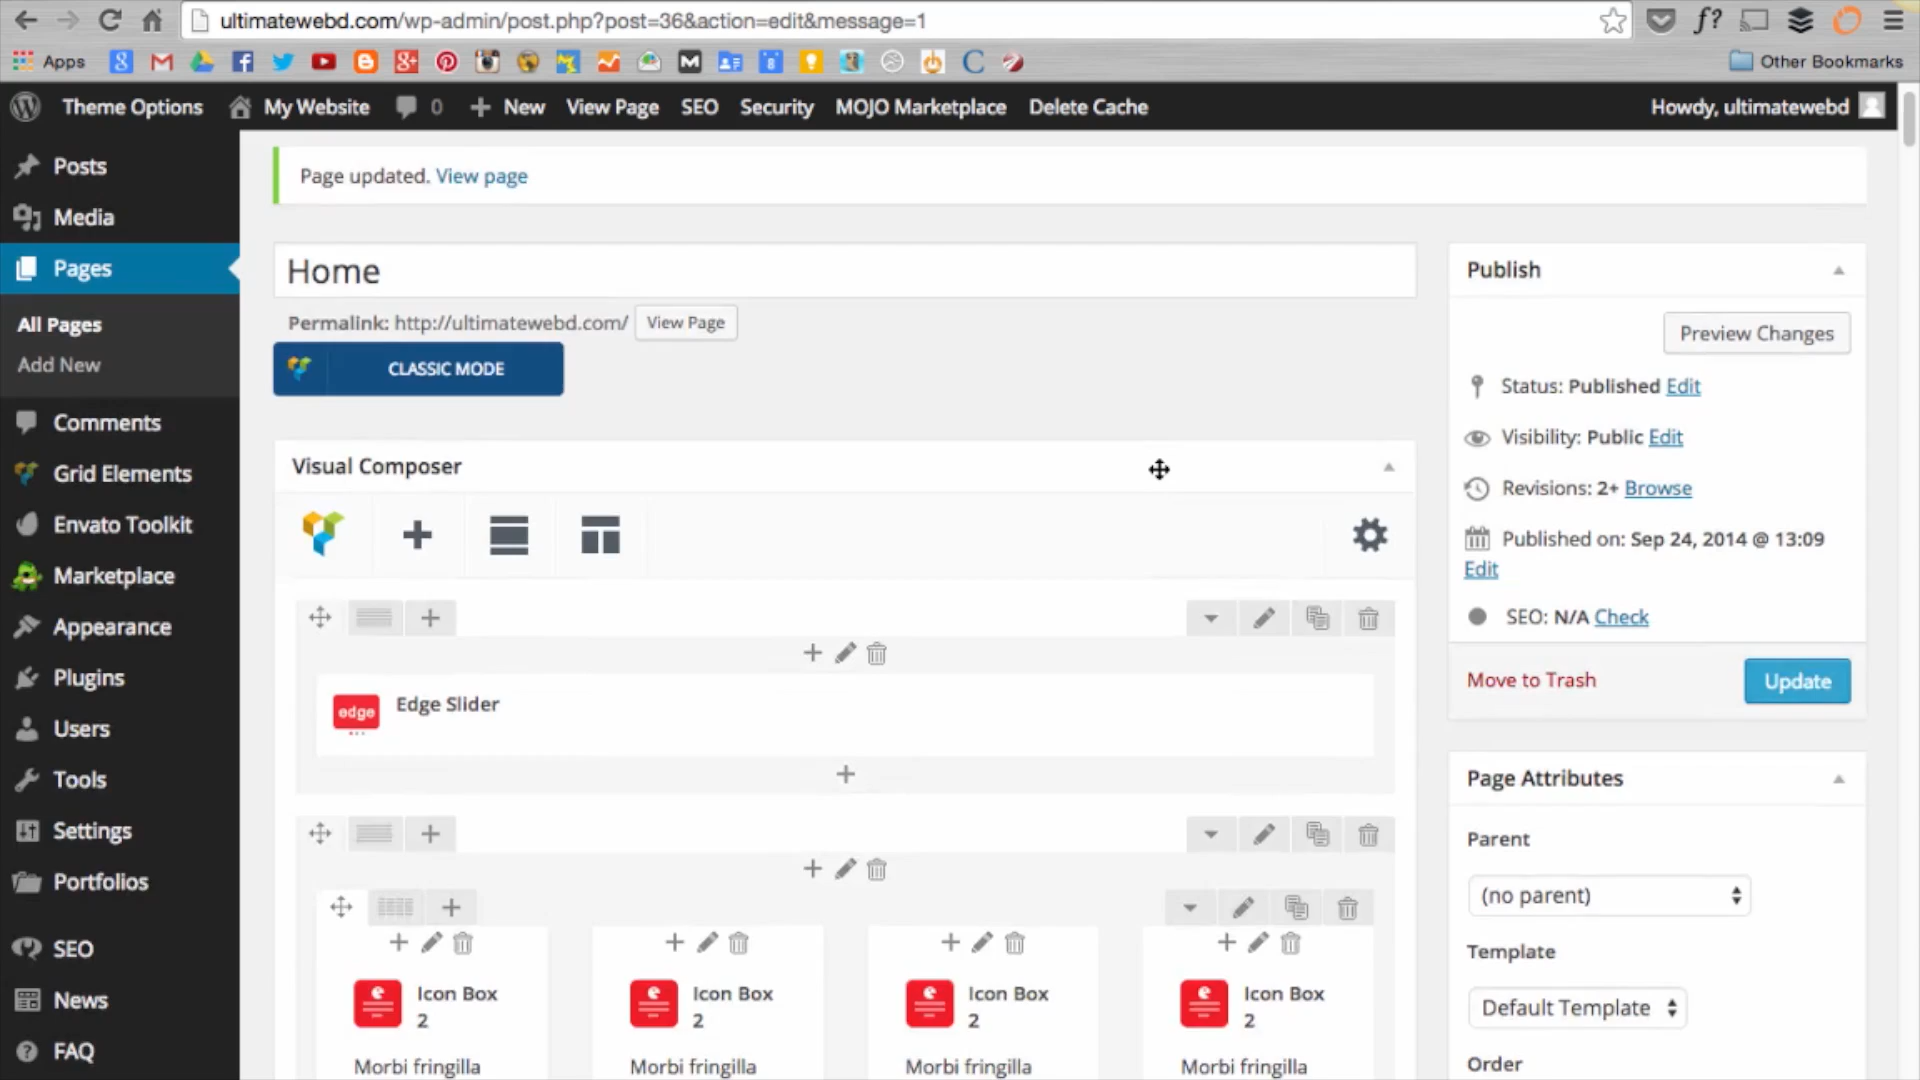 ultimatewebd.com/wp-admin/post.php?post=36&action=edit&message=1
f?
Apps
Other Bookmarks
Theme Options
My Website
0
New
View Page
SEO
Security
MOJO Marketplace
Delete Cache
Howdy, ultimatewebd
Posts
Media
Pages
All Pages
Add New
Comments
Grid Elements
Envato Toolkit
Marketplace
Appearance
Plugins
Users
Tools
Settings
Portfolios
SEO
News
FAQ
Page updated. View page
Home
Permalink: http://ultimatewebd.com/ View Page
CLASSIC MODE
Visual Composer
edge
Edge Slider
Icon Box
2
Morbi fringilla
Icon Box
2
Morbi fringilla
Icon Box
2
Morbi fringilla
Icon Box
2
Morbi fringilla
Publish
Preview Changes
Status: Published Edit
Visibility: Public Edit
Revisions: 2+ Browse
Published on: Sep 24, 2014 @ 13:09
Edit
SEO: N/A Check
Move to Trash
Update
Page Attributes
Parent
(no parent)
Template
Default Template
Order